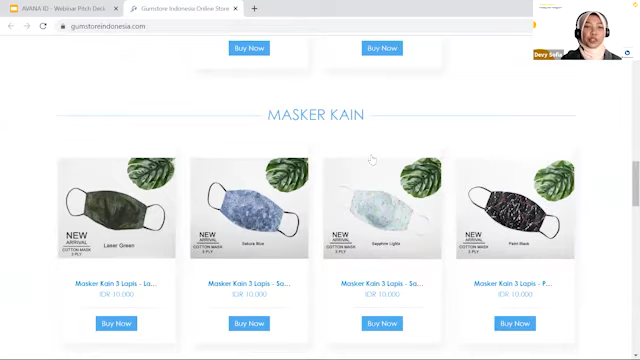 AVANA ID - Webinar Pitch Deck
Gumstore Indonesia Online Store
gumstoreindonesia.com
Devy Sella
Buy Now
Buy Now
MASKER KAIN
NEW
ARRIVAL
COTTON MASK
3 PLY
Laser Green
NEW
ARRIVAL
COTTON MASK
3 PLY
Sakura Blue
NEW
ARRIVAL
COTTON MASK
3 PLY
Sapphire Lights
NEW
ARRIVAL
COTTON MASK
3 PLY
Masker Kain 3 Lapis - La...
Masker Kain 3 Lapis - Sa...
Masker Kain 3 Lapis - Sa...
Masker Kain 3 Lapis - P...
IDR 10.000
IDR 10.000
IDR 10.000
IDR 10.000
Buy Now
Buy Now
Buy Now
Buy Now